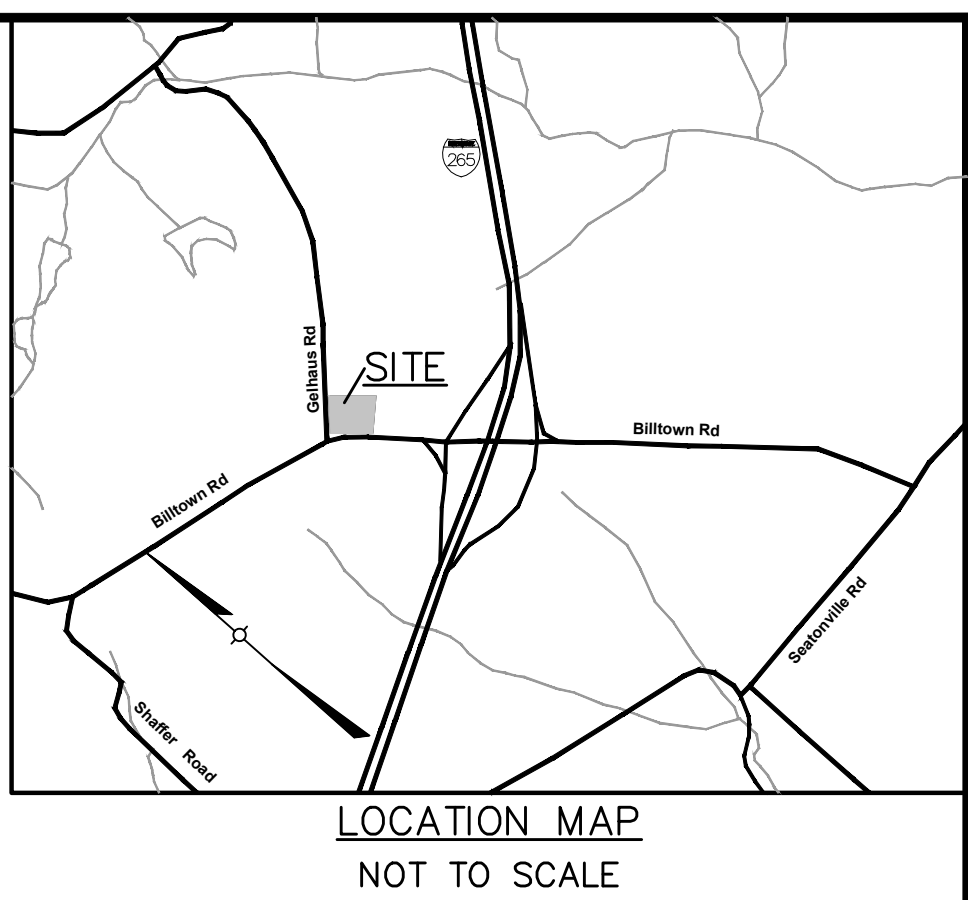 265
Gelhaus Rd
SITE
Billtown Rd
Billtown Rd
Seatonville Rd
Shaffer Road
LOCATION MAP
NOT TO SCALE